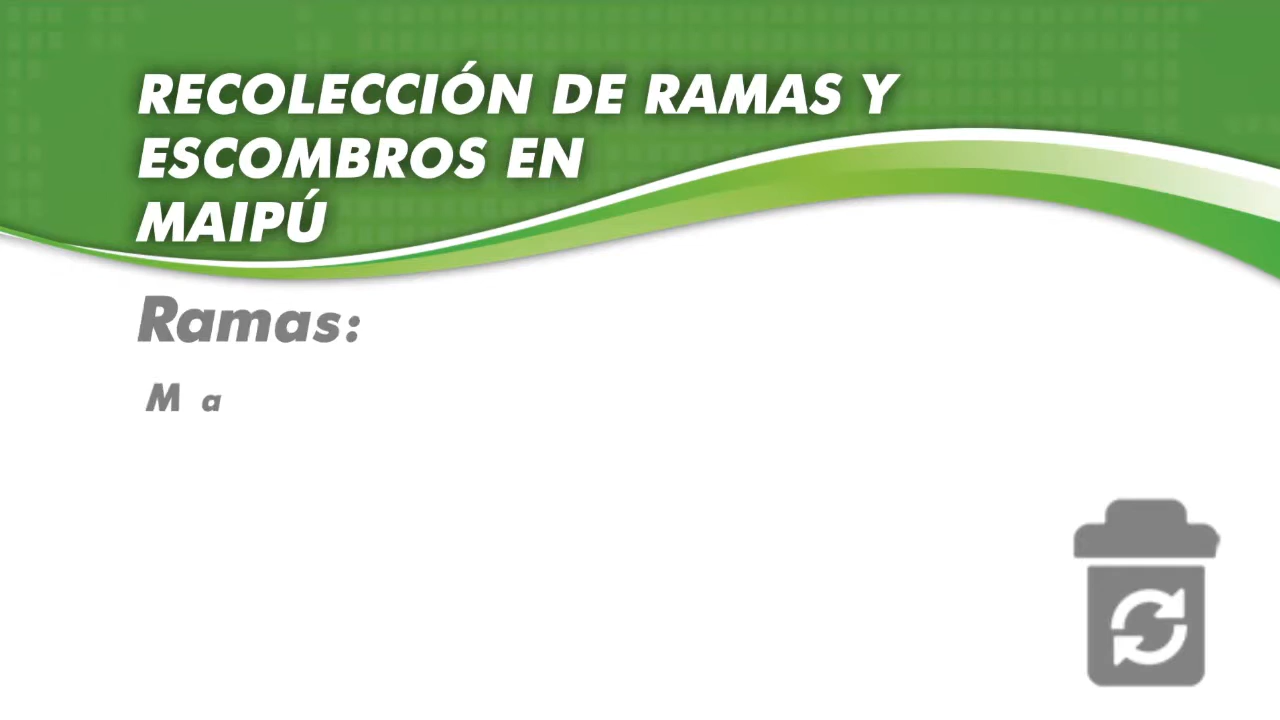 RECOLECCIÓN DE RAMAS Y
ESCOMBROS EN
MAIPÚ
Ramas:
M a